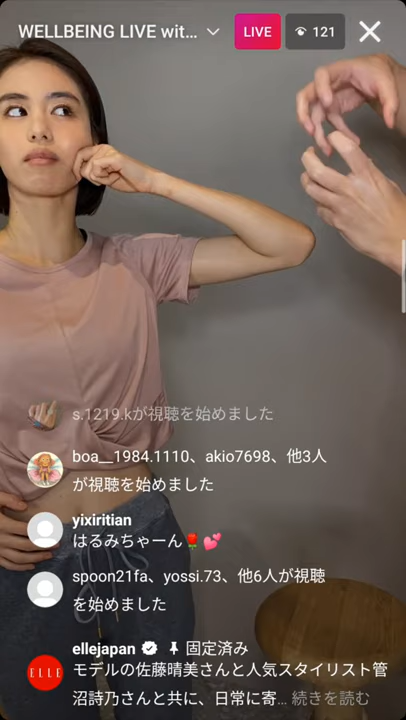 WELLBEING LIVE wit...
LIVE
121
s.1219.kが視聴を始めました
boa__1984.1110、akio7698、他3人
が視聴を始めました
yixiritian
はるみちゃーん🌹💕
spoon21fa、yossi.73、他6人が視聴
を始めました
ellejapan 固定済み
ELLE
モデルの佐藤晴美さんと人気スタイリスト管
沼詩乃さんと共に、日常に寄... 続きを読む